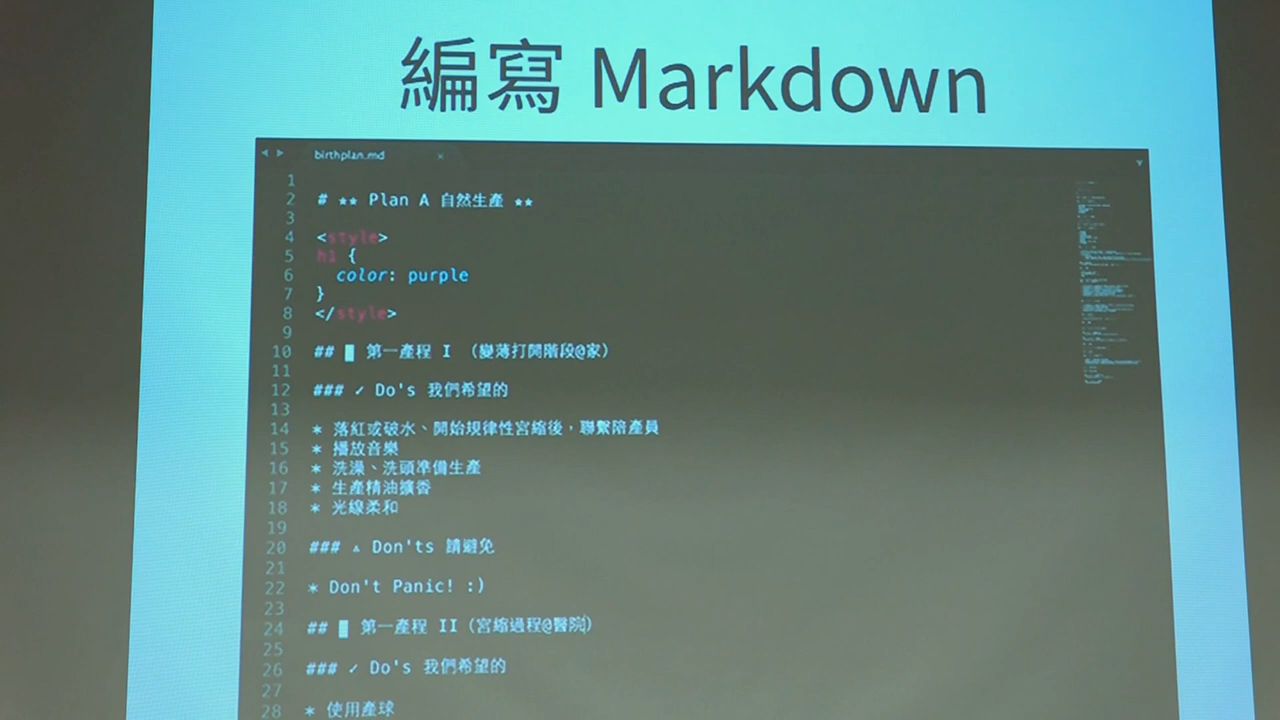 編寫 Markdown
birthplan.md ×
1
2 # ★★ Plan A 自然生產 ★★
3
4 <style>
5 h1 {
6 color: purple
7 }
8 </style>
9
10 ## 第一產程 I （變薄打開階段@家）
11
12 ### ✓ Do's 我們希望的
13
14 * 落紅或破水、開始規律性宮縮後，聯繫陪產員
15 * 播放音樂
16 * 洗澡、洗頭準備生產
17 * 生產精油擴香
18 * 光線柔和
19
20 ### Don'ts 請避免
21
22 * Don't Panic! :)
23
24 ## 第一產程 II（宮縮過程@醫院）
25
26 ### ✓ Do's 我們希望的
27
28 * 使用產球